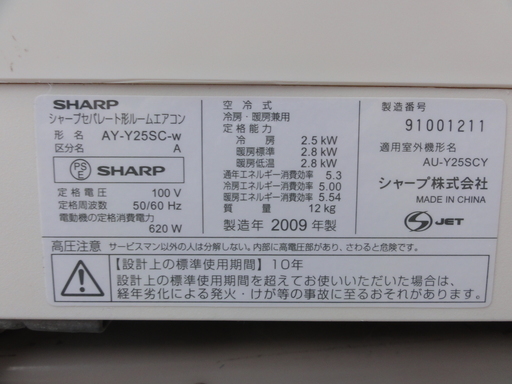 SHARP
シャープセパレート形ルームエアコン
形 名 AY-Y25SC-w
区分名 A
PS E SHARP
定格電圧 100 V
定格周波数 50/60 Hz
電動機の定格消費電力
620 W
空 冷 式
冷房・暖房兼用
定格能力
冷 房 2.5 kW
暖房標準 2.8 kW
暖房低温 2.8 kW
通年エネルギー消費効率 5.3
冷房エネルギー消費効率 5.00
暖房エネルギー消費効率 5.54
質 量 12 kg
製造年 2009 年製
製造番号
91001211
適用室外機形名
AU-Y25SCY
シャープ株式会社
MADE IN CHINA
S JET
高圧注意 サービスマン以外の人は分解しない。内部に高電圧部があり、さわると危険です。
【設計上の標準使用期間】10年
設計上の標準使用期間を超えてお使いいただいた場合は、
経年劣化による発火・けが等の事故に至るおそれがあります。